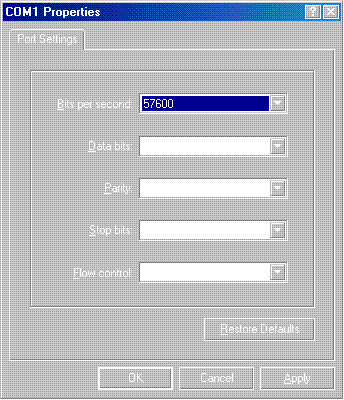 COM1 Properties
Port Settings
Bits per second: 57600
Data bits:
Parity:
Stop bits:
Flow control:
Restore Defaults
OK Cancel Apply